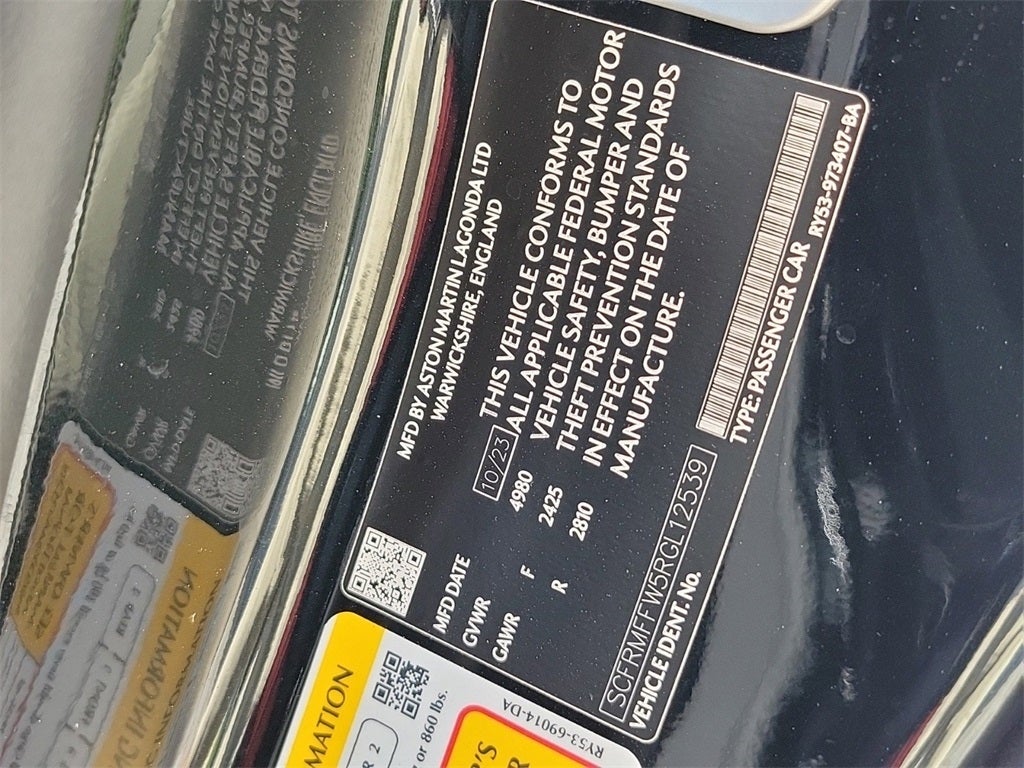 MFD BY ASTON MARTIN LAGONDA LTD
WARWICKSHIRE, ENGLAND
MFD DATE 10/23
GVWR 4980
GAWR F 2425
R 2810
THIS VEHICLE CONFORMS TO
ALL APPLICABLE FEDERAL MOTOR
VEHICLE SAFETY, BUMPER AND
THEFT PREVENTION STANDARDS
IN EFFECT ON THE DATE OF
MANUFACTURE.
SCFRMFFW5RGL12539
VEHICLE IDENT. No.
TYPE: PASSENGER CAR
RY53-973407-BA
MATION
R 2
or 860 lbs.
'S
R
RY53-69014-DA